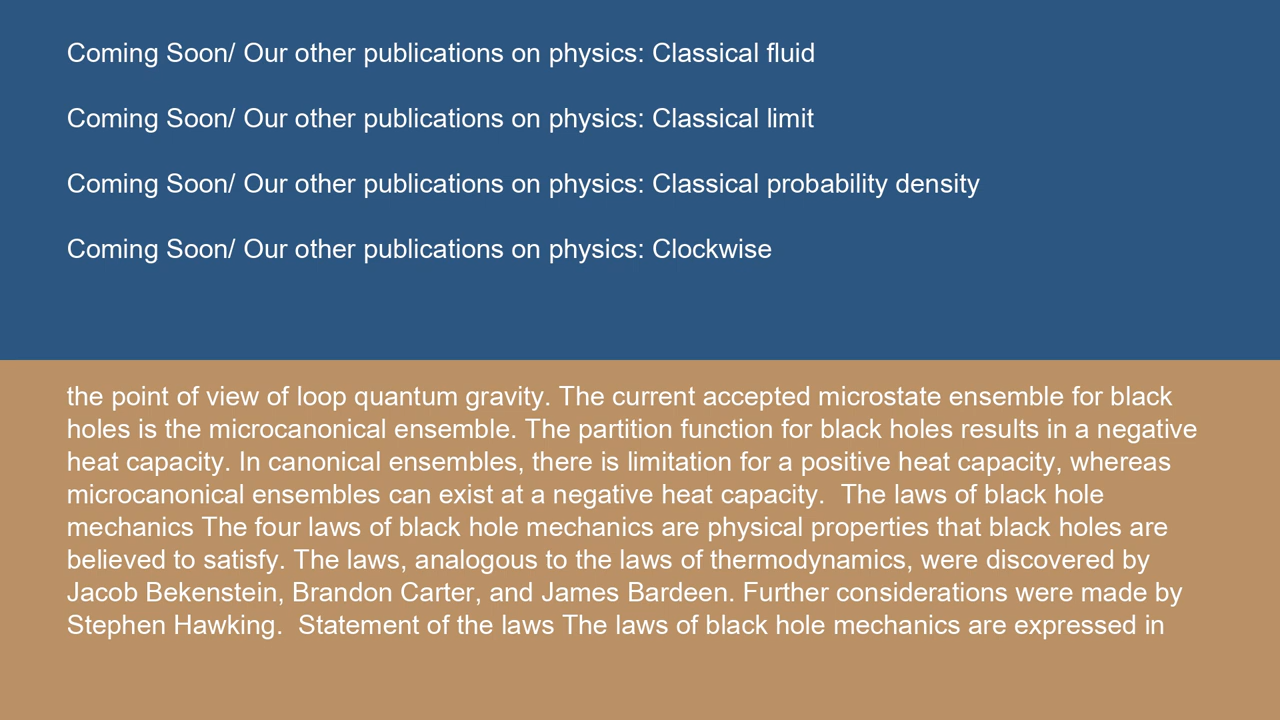 Coming Soon/ Our other publications on physics: Classical fluid
Coming Soon/ Our other publications on physics: Classical limit
Coming Soon/ Our other publications on physics: Classical probability density
Coming Soon/ Our other publications on physics: Clockwise
the point of view of loop quantum gravity. The current accepted microstate ensemble for black
holes is the microcanonical ensemble. The partition function for black holes results in a negative
heat capacity. In canonical ensembles, there is limitation for a positive heat capacity, whereas
microcanonical ensembles can exist at a negative heat capacity.  The laws of black hole
mechanics The four laws of black hole mechanics are physical properties that black holes are
believed to satisfy. The laws, analogous to the laws of thermodynamics, were discovered by
Jacob Bekenstein, Brandon Carter, and James Bardeen. Further considerations were made by
Stephen Hawking.  Statement of the laws The laws of black hole mechanics are expressed in